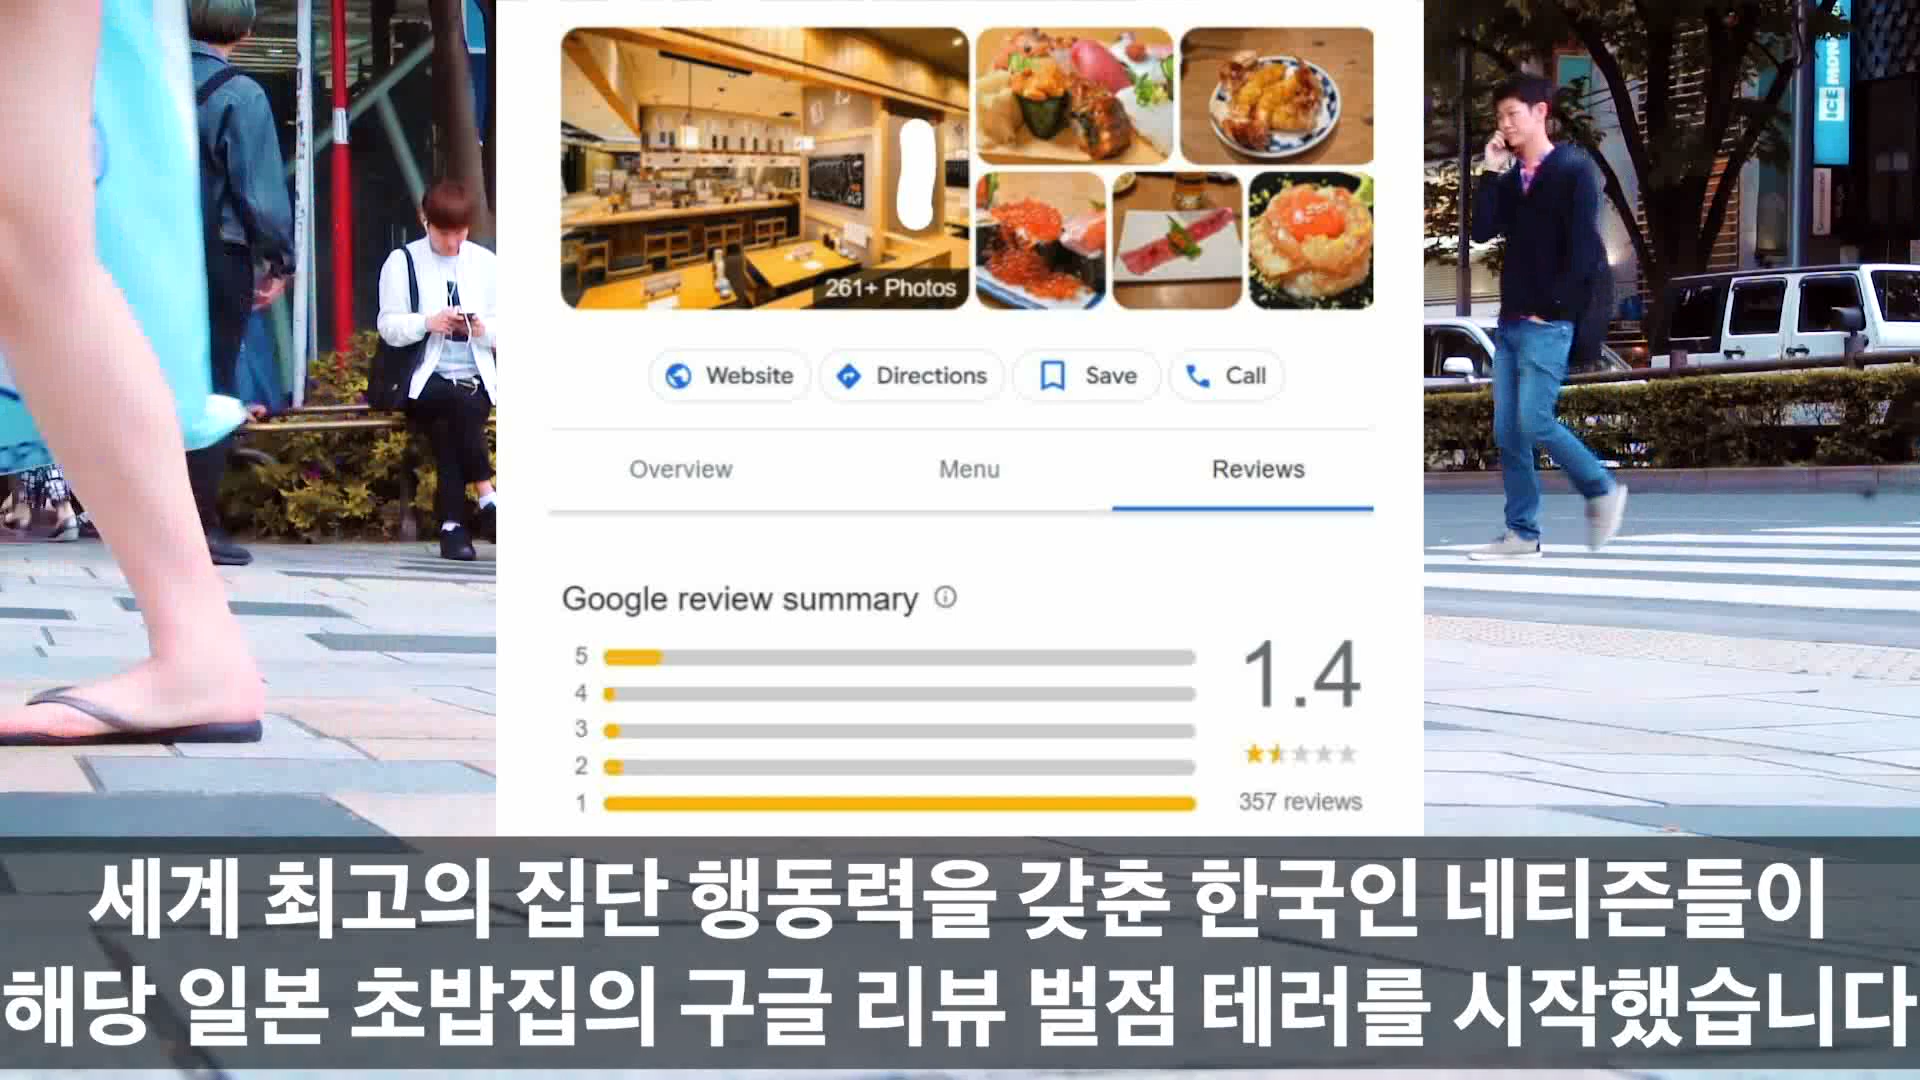 ICE MON
261+ Photos
Website
Directions
Save
Call
Overview
Menu
Reviews
Google review summary
5
4
3
2
1
1.4
357 reviews
세계 최고의 집단 행동력을 갖춘 한국인 네티즌들이
해당 일본 초밥집의 구글 리뷰 벌점 테러를 시작했습니다